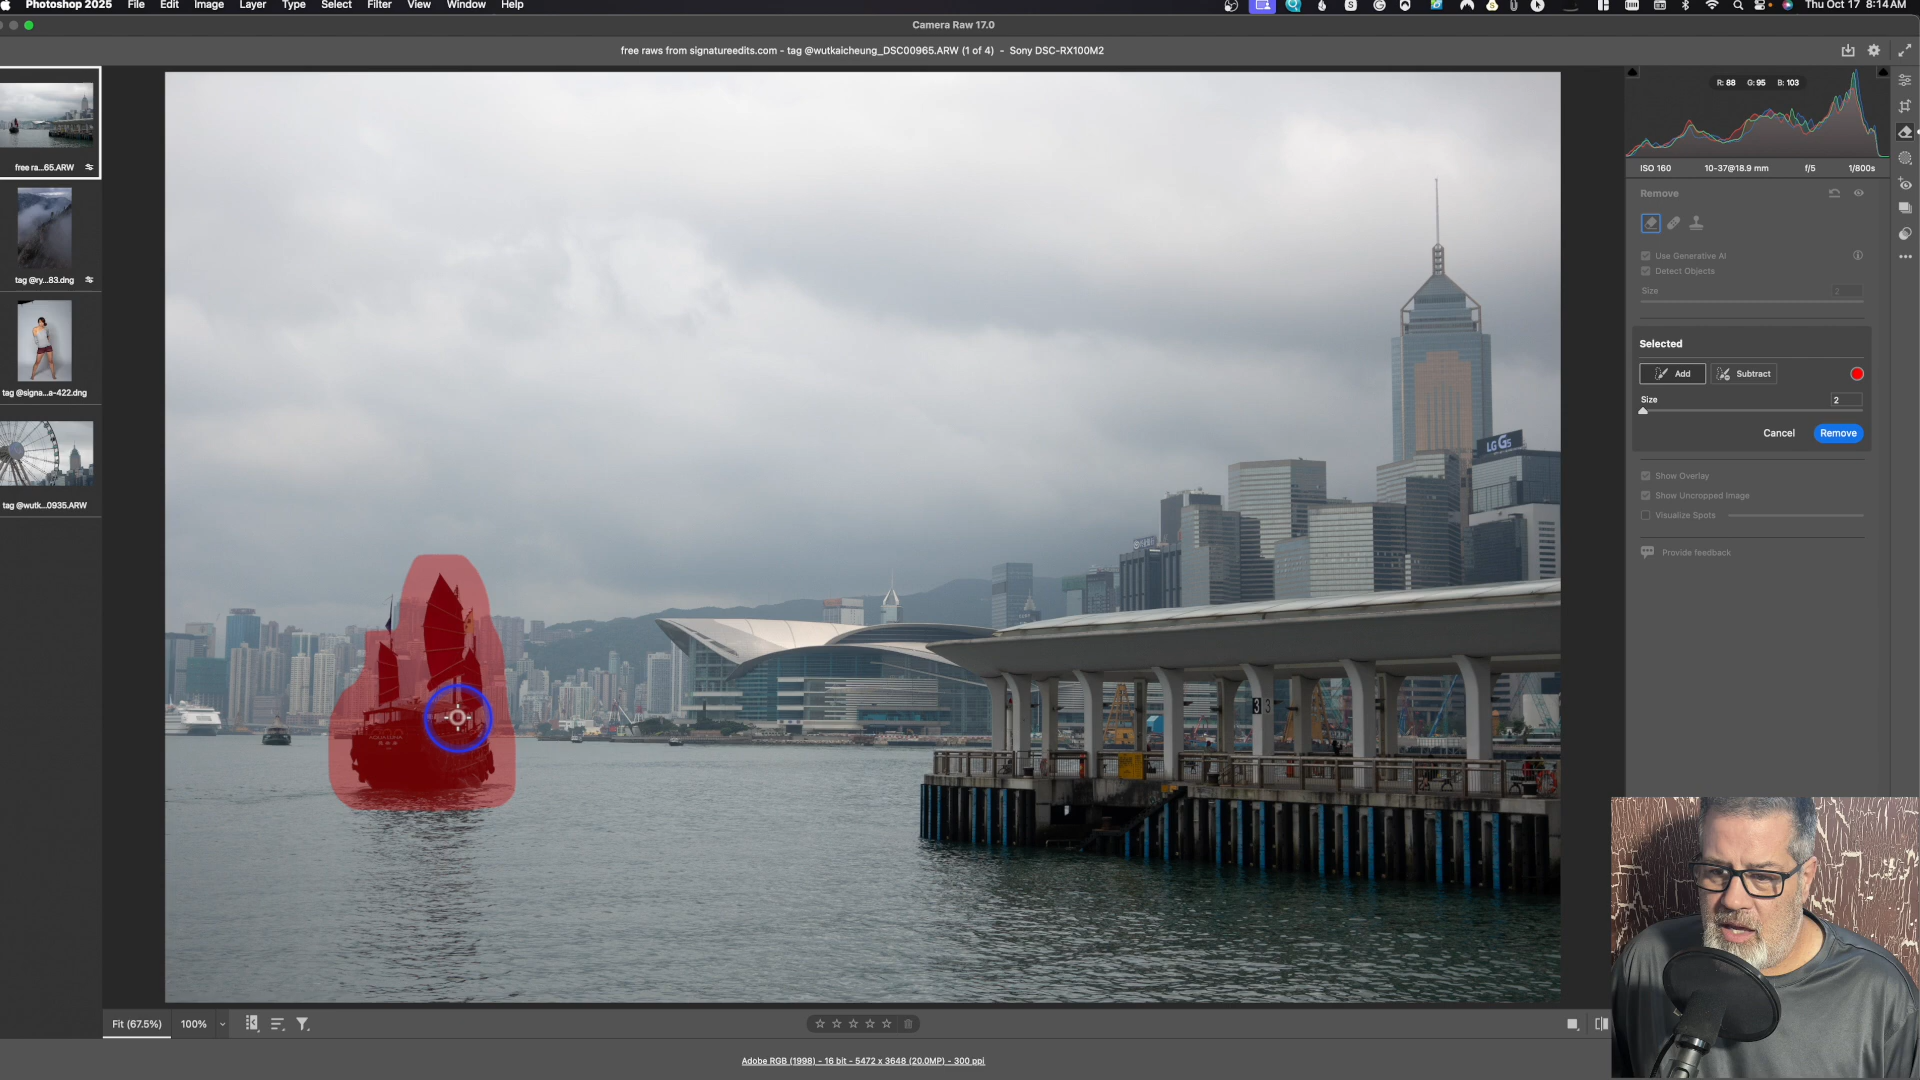 Photoshop 2025 File Edit Image Layer Type Select Filter View Window Help
Thu Oct 17 8:14 AM
Camera Raw 17.0
free raws from signatureedits.com - tag @wutkaicheung_DSC00965.ARW (1 of 4) - Sony DSC-RX100M2
R: 88 G: 95 B: 103
ISO 160 10-37@18.9 mm f/5 1/800s
free ra...65.ARW
tag @ry...83.dng
tag @signa...a-422.dng
tag @wutk...0935.ARW
Remove
Use Generative AI
Detect Objects
Size 2
Selected
Add Subtract
Size 2
Cancel Remove
Show Overlay
Show Uncropped Image
Visualize Spots
Provide feedback
LG G5
3 3
Fit (67.5%) 100%
Adobe RGB (1998) - 16 bit - 5472 x 3648 (20.0MP) - 300 ppi